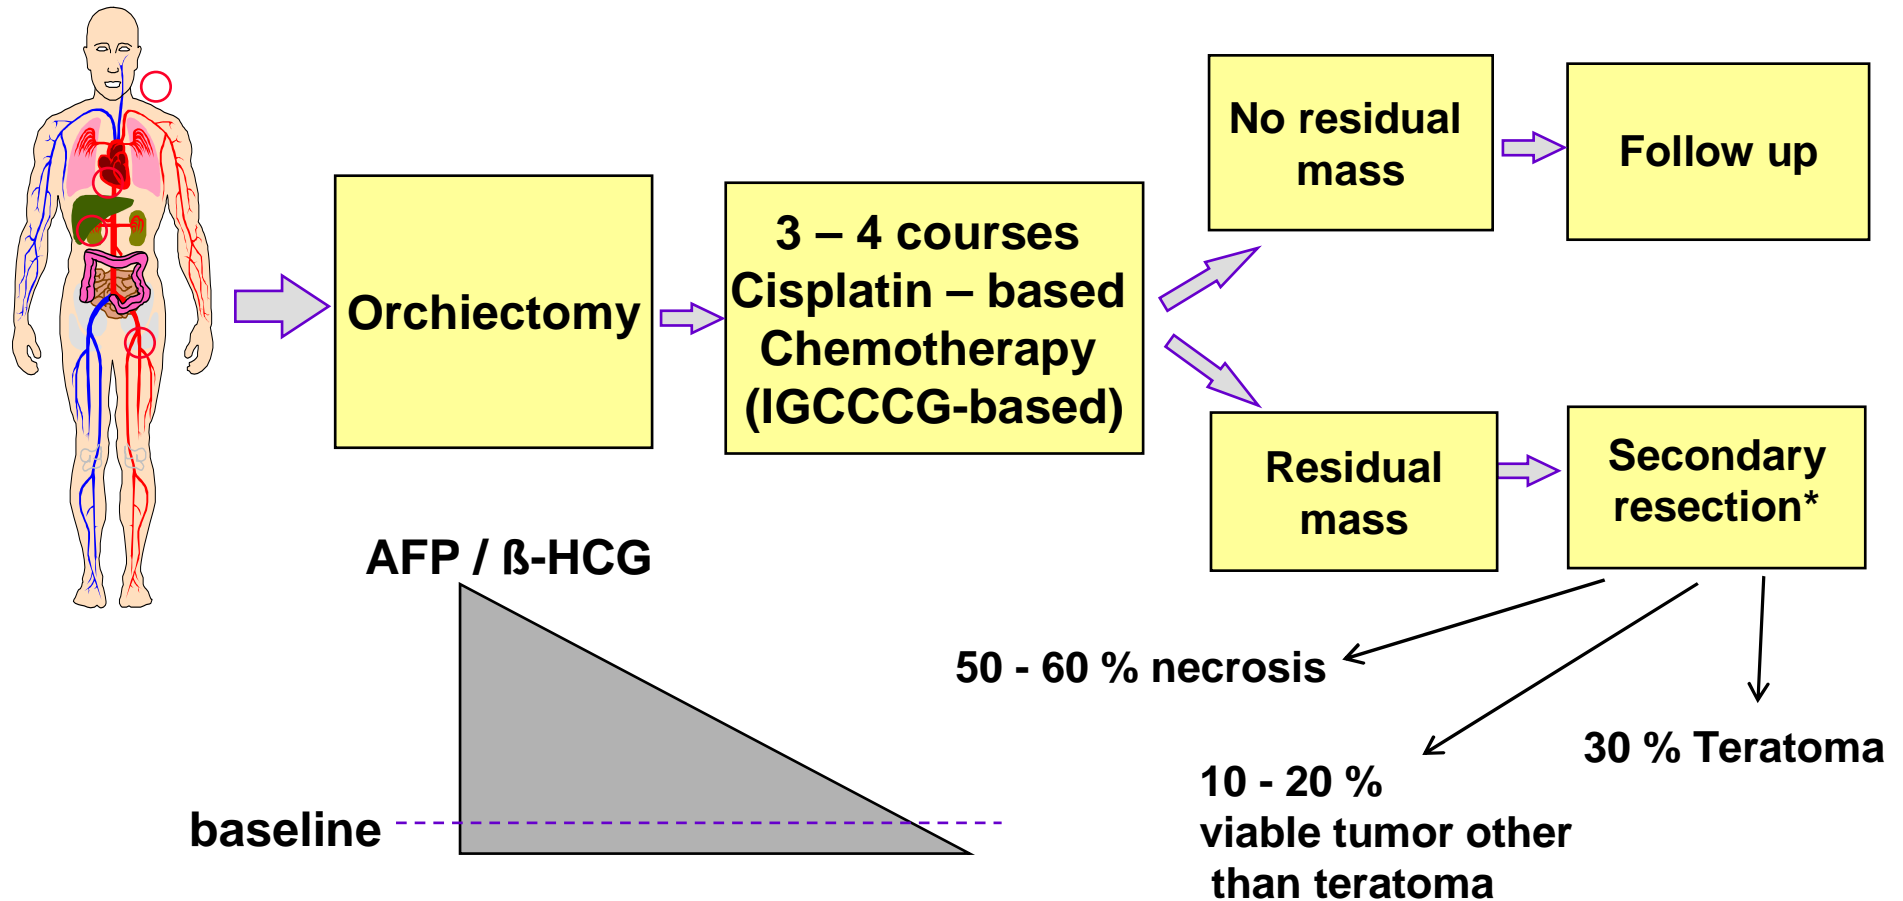 Orchiectomy
3 – 4 courses
Cisplatin – based
Chemotherapy
(IGCCCG-based)
No residual
mass
Follow up
Residual
mass
Secondary
resection*
AFP / ß-HCG
baseline
50 - 60 % necrosis
10 - 20 %
viable tumor other
than teratoma
30 % Teratoma